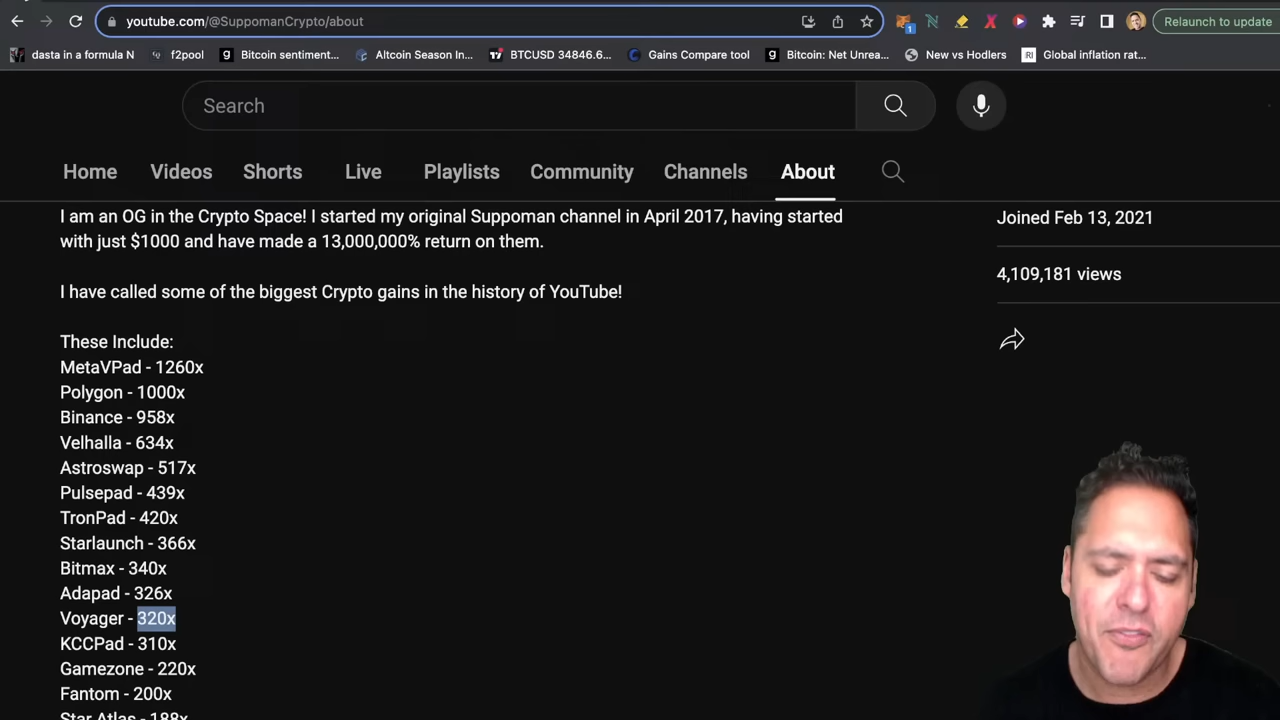 youtube.com/@SuppomanCrypto/about
1
Relaunch to update
dasta in a formula N
f2pool
Bitcoin sentiment...
Altcoin Season In...
BTCUSD 34846.6...
Gains Compare tool
Bitcoin: Net Unrea...
New vs Hodlers
RI
Global inflation rat...
Search
Home
Videos
Shorts
Live
Playlists
Community
Channels
About
I am an OG in the Crypto Space! I started my original Suppoman channel in April 2017, having started
with just $1000 and have made a 13,000,000% return on them.
I have called some of the biggest Crypto gains in the history of YouTube!
These Include:
MetaVPad - 1260x
Polygon - 1000x
Binance - 958x
Velhalla - 634x
Astroswap - 517x
Pulsepad - 439x
TronPad - 420x
Starlaunch - 366x
Bitmax - 340x
Adapad - 326x
Voyager - 320x
KCCPad - 310x
Gamezone - 220x
Fantom - 200x
Star Atlas - 188x
Joined Feb 13, 2021
4,109,181 views